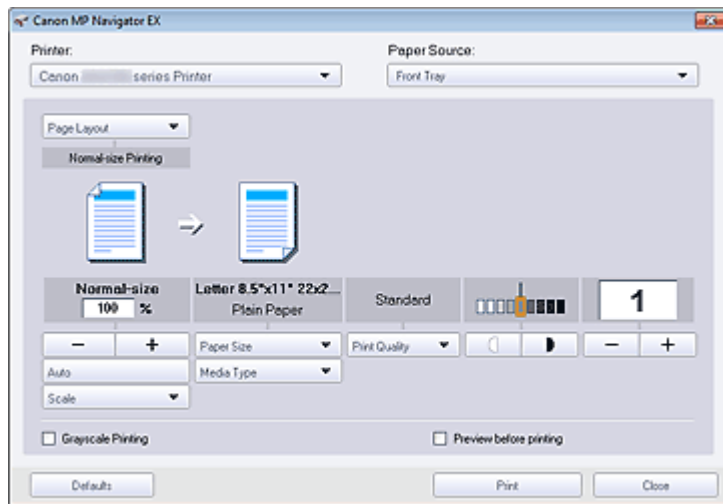 Canon MP Navigator EX
Printer: Paper Source:
Canon series Printer Front Tray
Page Layout
Normal-size Printing
Normal-size Letter 8.5"x11" 22x2... Standard 1
100 % Plain Paper
- + Paper Size Print Quality - +
Auto Media Type
Scale
Grayscale Printing Preview before printing
Defaults Print Close